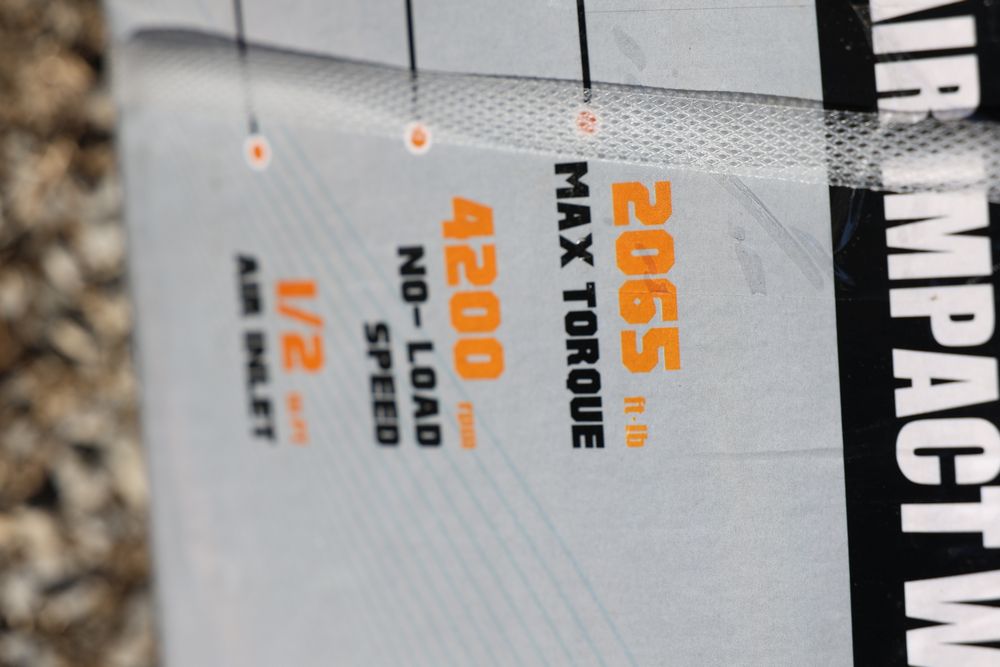 AIR IMPACT W
2065 ft-lb
MAX TORQUE
4200 rpm
NO-LOAD
SPEED
1/2
AIR INLET